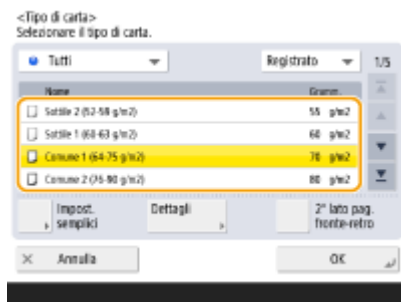 <Tipo di carta>
Selezionare il tipo di carta.
Tutti
Registrato
1/5
Nome
Gramm.
Sottile 2 (52-59 g/m2) 55 g/m2
Sottile 1 (60-63 g/m2) 60 g/m2
Comune 1 (64-75 g/m2) 70 g/m2
Comune 2 (76-90 g/m2) 80 g/m2
Impost. semplici
Dettagli
2° lato pag. fronte-retro
Annulla
OK